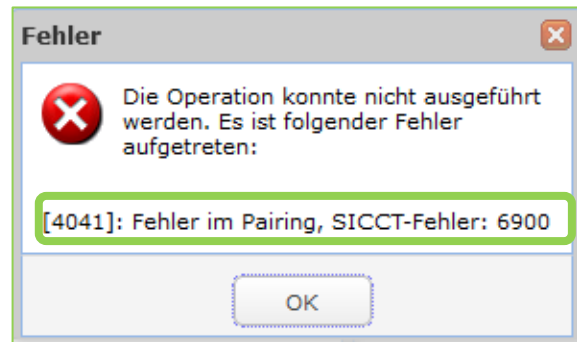 Fehler
Die Operation konnte nicht ausgeführt
werden. Es ist folgender Fehler
aufgetreten:
[4041]: Fehler im Pairing, SICCT-Fehler: 6900
OK